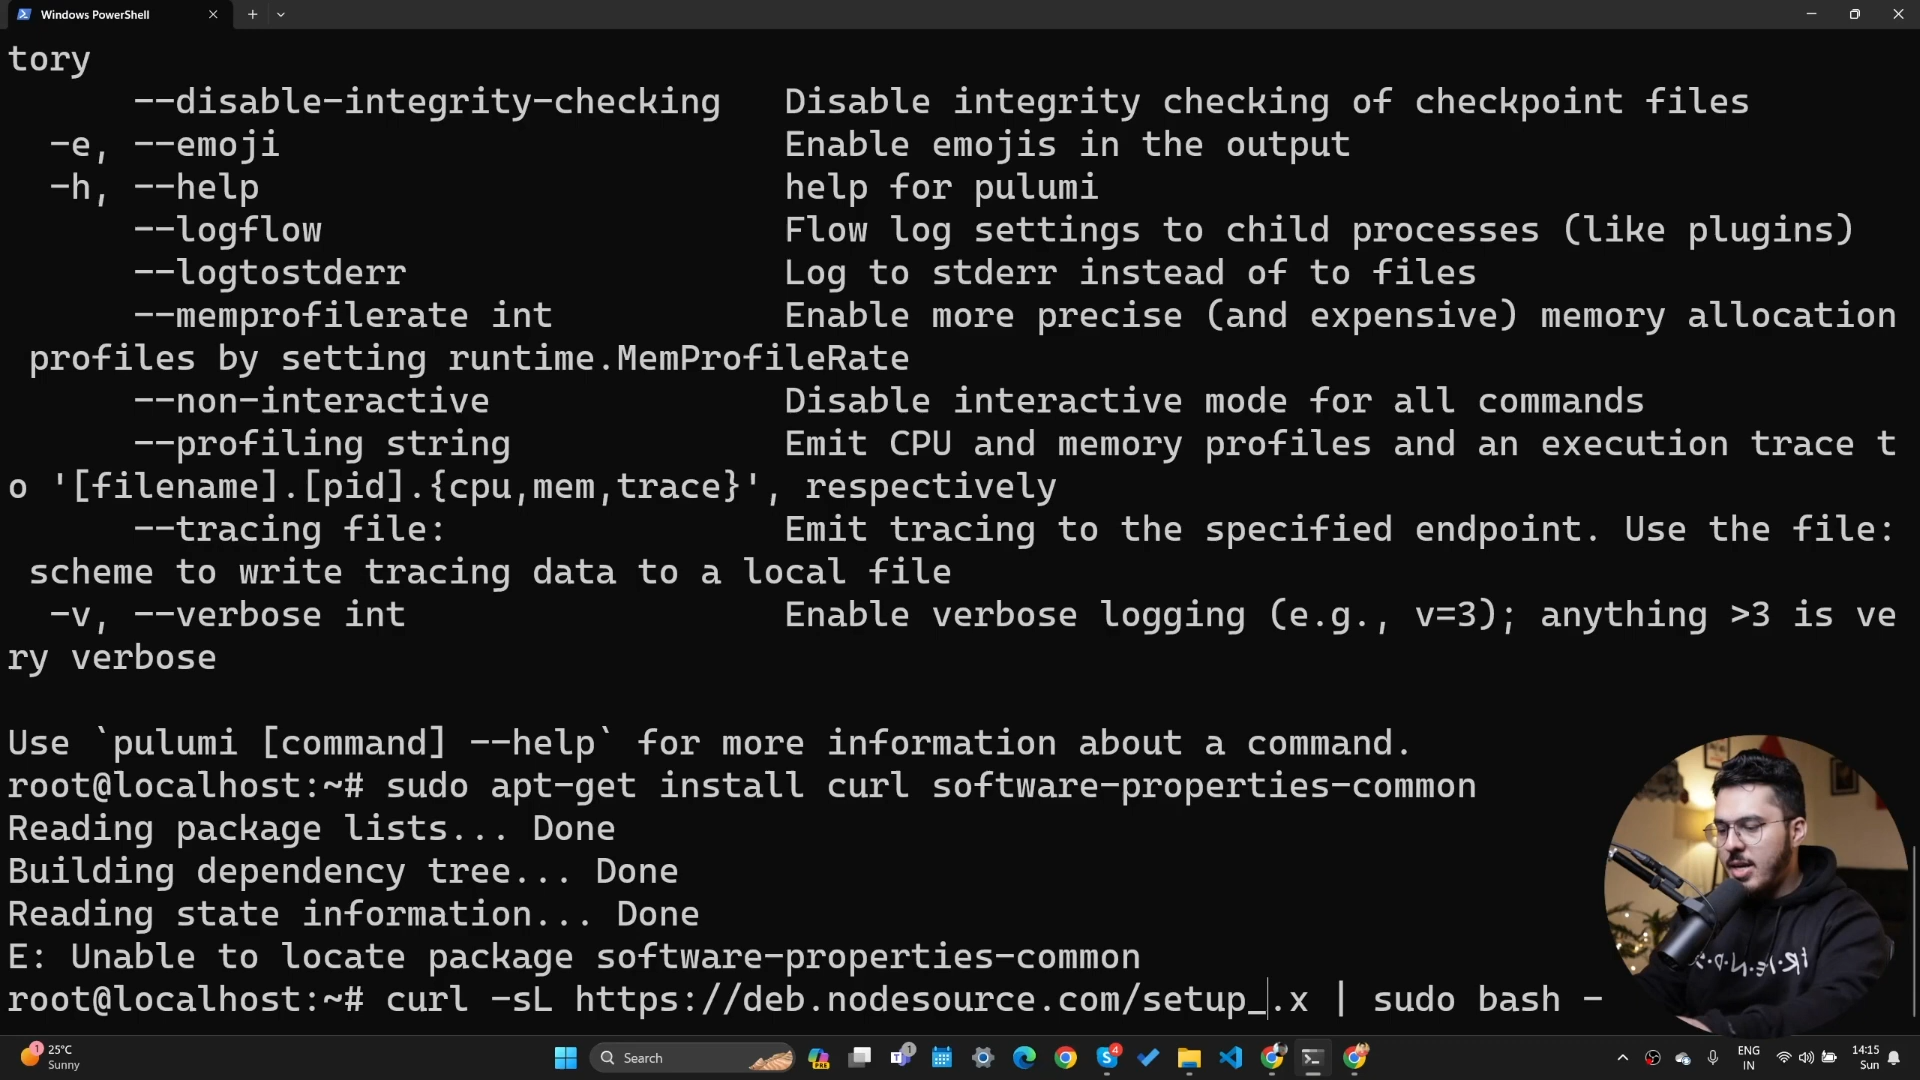 Windows PowerShell
tory
--disable-integrity-checking Disable integrity checking of checkpoint files
-e, --emoji Enable emojis in the output
-h, --help help for pulumi
--logflow Flow log settings to child processes (like plugins)
--logtostderr Log to stderr instead of to files
--memprofilerate int Enable more precise (and expensive) memory allocation
profiles by setting runtime.MemProfileRate
--non-interactive Disable interactive mode for all commands
--profiling string Emit CPU and memory profiles and an execution trace t
o '[filename].[pid].{cpu,mem,trace}', respectively
--tracing file: Emit tracing to the specified endpoint. Use the file:
scheme to write tracing data to a local file
-v, --verbose int Enable verbose logging (e.g., v=3); anything >3 is ve
ry verbose
Use `pulumi [command] --help` for more information about a command.
root@localhost:~# sudo apt-get install curl software-properties-common
Reading package lists... Done
Building dependency tree... Done
Reading state information... Done
E: Unable to locate package software-properties-common
root@localhost:~# curl -sL https://deb.nodesource.com/setup_.x | sudo bash -
1
25°C
Sunny
Search
PRE
1
4
ENG
IN
14:15
Sun